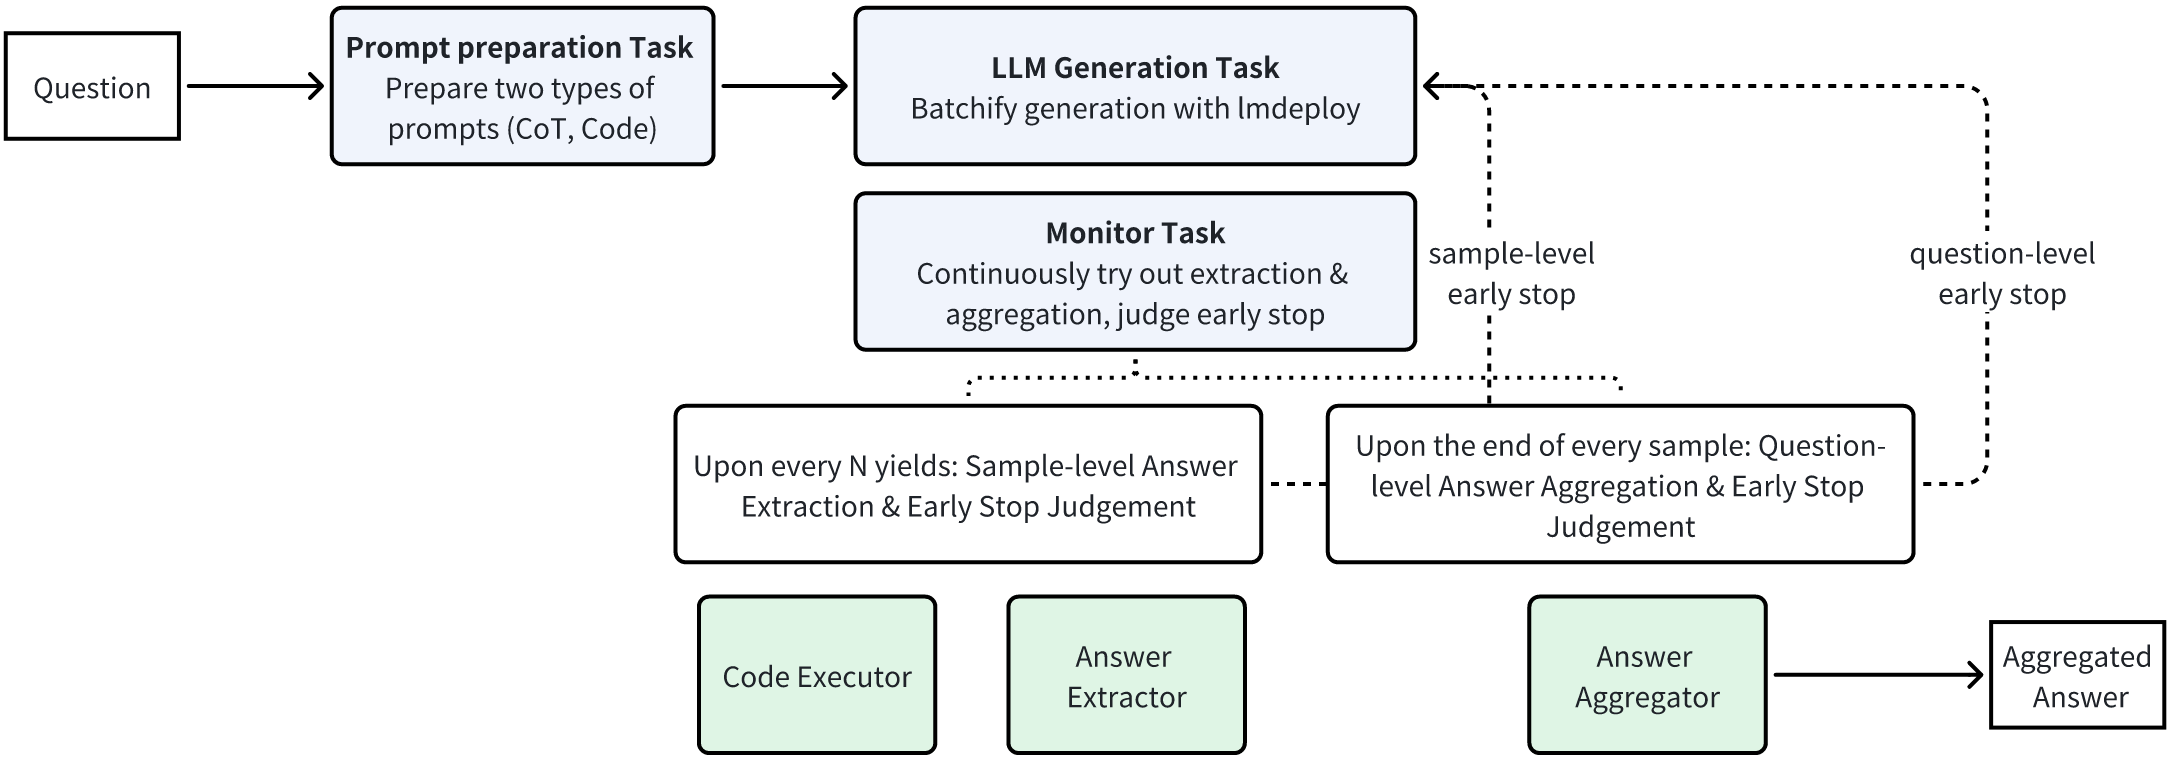 Question
Prompt preparation Task
Prepare two types of
prompts (CoT, Code)
LLM Generation Task
Batchify generation with lmdeploy
Monitor Task
Continuously try out extraction &
aggregation, judge early stop
sample-level
early stop
question-level
early stop
Upon every N yields: Sample-level Answer
Extraction & Early Stop Judgement
Upon the end of every sample: Question-
level Answer Aggregation & Early Stop
Judgement
Code Executor
Answer
Extractor
Answer
Aggregator
Aggregated
Answer